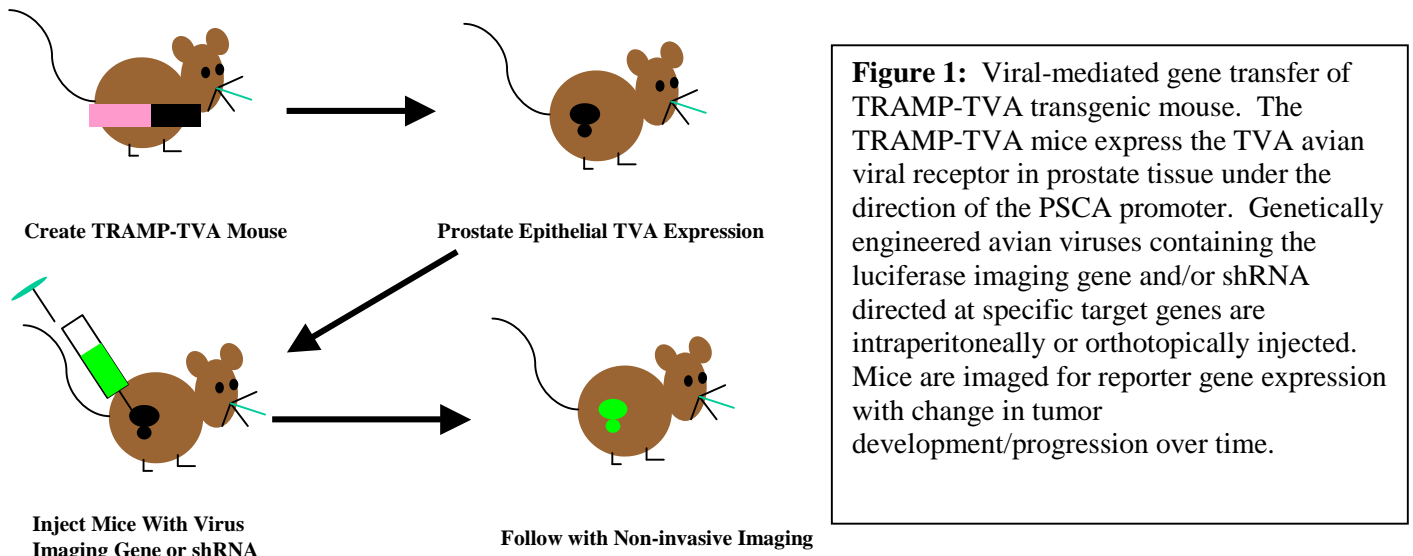 Create TRAMP-TVA Mouse
Prostate Epithelial TVA Expression
Inject Mice With Virus
Imaging Gene or shRNA
Follow with Non-invasive Imaging
Figure 1:  Viral-mediated gene transfer of
TRAMP-TVA transgenic mouse.  The
TRAMP-TVA mice express the TVA avian
viral receptor in prostate tissue under the
direction of the PSCA promoter.  Genetically
engineered avian viruses containing the
luciferase imaging gene and/or shRNA
directed at specific target genes are
intraperitoneally or orthotopically injected.
Mice are imaged for reporter gene expression
with change in tumor
development/progression over time.